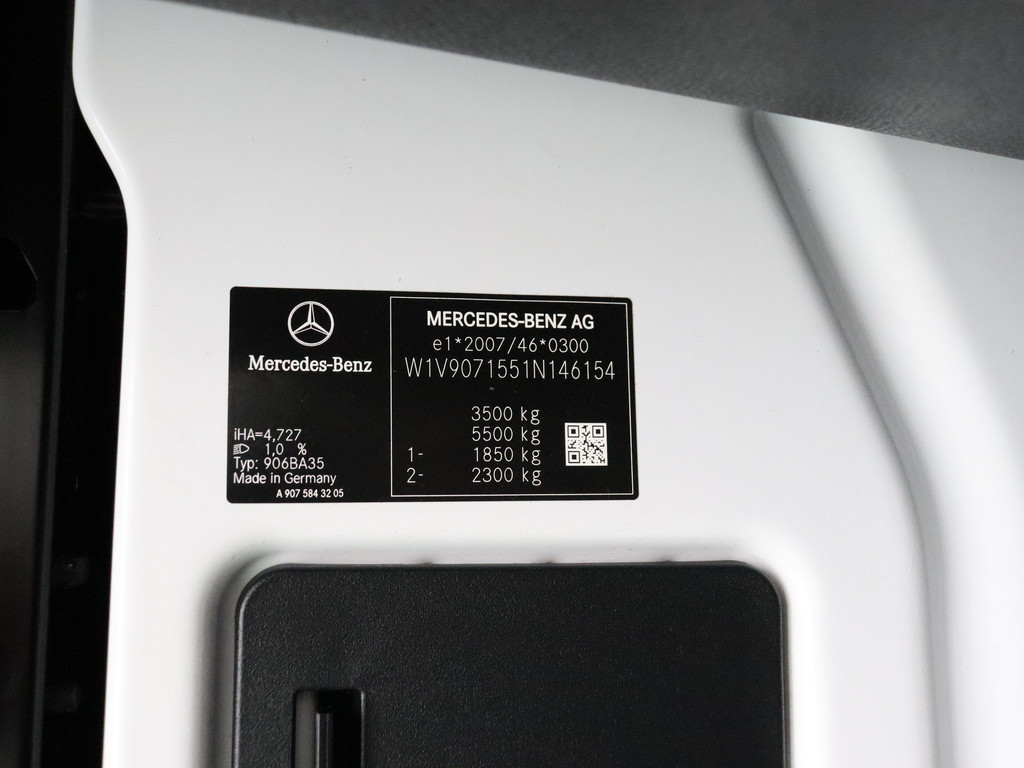 Mercedes-Benz
iHA=4,727
1,0 %
Typ: 906BA35
Made in Germany
A 907 584 32 05
MERCEDES-BENZ AG
e1*2007/46*0300
W1V9071551N146154
3500 kg
5500 kg
1- 1850 kg
2- 2300 kg